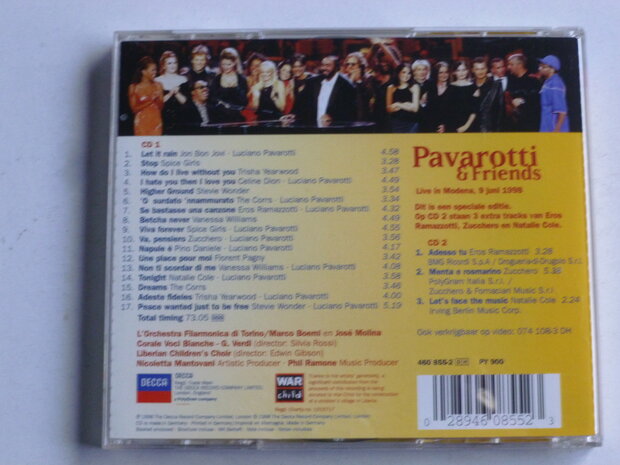 CD 1
1. Let it rain Jon Bon Jovi - Luciano Pavarotti 4.58
2. Stop Spice Girls 3.28
3. How do I live without you Trisha Yearwood 3.47
4. I hate you then I love you Celine Dion - Luciano Pavarotti 4.49
5. Higher Ground Stevie Wonder 3.54
6. 'O surdato 'nnammurato The Corrs - Luciano Pavarotti 3.34
7. Se bastasse una canzone Eros Ramazzotti - Luciano Pavarotti 4.32
8. Betcha never Vanessa Williams 4.49
9. Viva forever Spice Girls - Luciano Pavarotti 4.55
10. Va, pensiero Zucchero - Luciano Pavarotti 3.56
11. Napule è Pino Daniele - Luciano Pavarotti 4.17
12. Une place pour moi Florent Pagny 3.42
13. Non ti scordar di me Vanessa Williams - Luciano Pavarotti 4.08
14. Tonight Natalie Cole - Luciano Pavarotti
15. Dreams The Corrs 3.46
16. Adeste fideles Trisha Yearwood - Luciano Pavarotti 4.00
17. Peace wanted just to be free Stevie Wonder - Luciano Pavarotti 5.19
Total timing 73.05
L'Orchestra Filarmonica di Torino/Marco Boemi en José Molina
Corale Voci Bianche - G. Verdi (director: Silvia Rossi)
Liberian Children's Choir (director: Edwin Gibson)
Nicoletta Mantovani Artistic Producer - Phil Ramone Music Producer
Pavarotti
& Friends
Live in Modena, 9 juni 1998
Dit is een speciale editie.
Op CD 2 staan 3 extra tracks van Eros
Ramazzotti, Zucchero en Natalie Cole.
CD 2
1. Adesso tu Eros Ramazzotti 3.28
BMG Ricordi S.p.A / Drogueria di Drugolo S.r.l.
2. Menta e rosmarino Zucchero 5.38
PolyGram Italia S.r.l. /
Zucchero & Fornaciari Music S.r.l.
3. Let's face the music Natalie Cole 2.24
Irving Berlin Music Corp.
Ook verkrijgbaar op video: 074 108-3 DH
460 855-2 PY 900
DECCA
DECCA
THE DECCA RECORD COMPANY LIMITED,
London, England
WAR
child
0 28946 08552 3